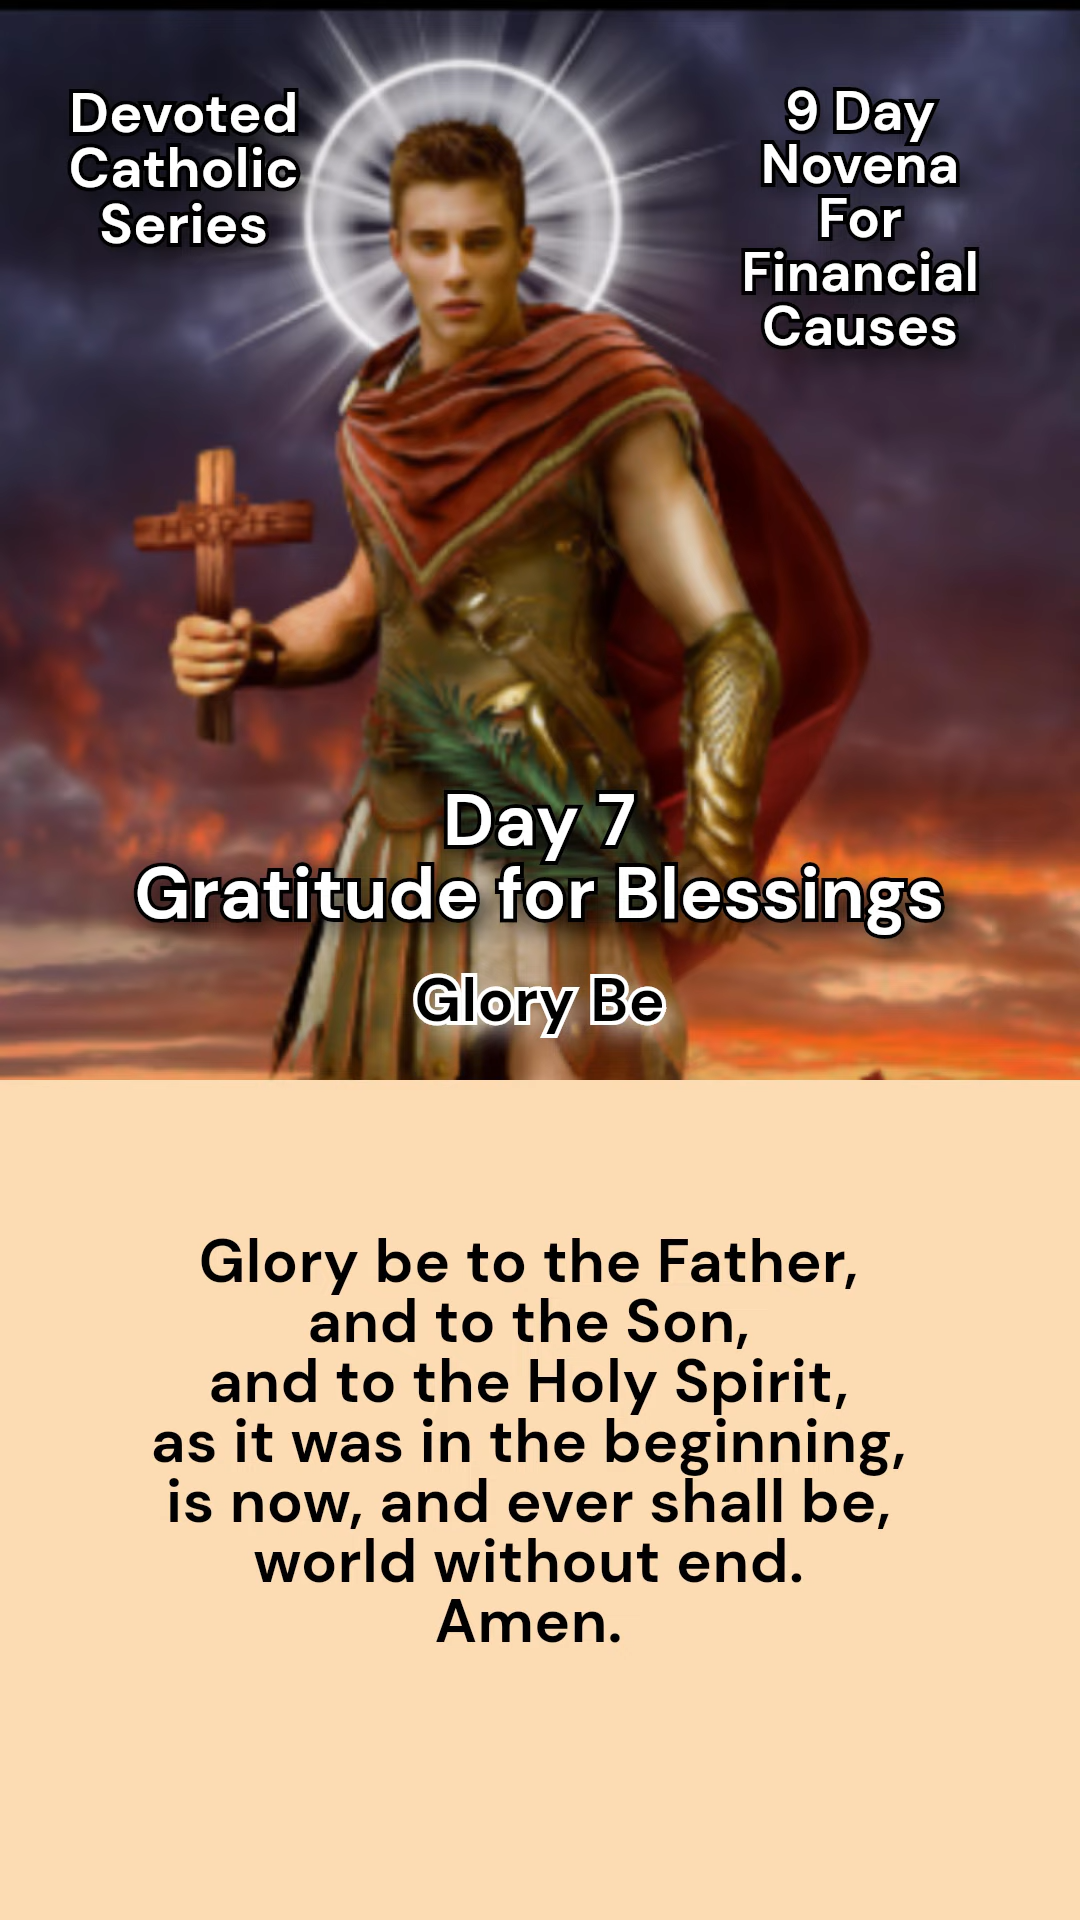 Devoted
Catholic
Series
9 Day
Novena
For
Financial
Causes
HODIE
Day 7
Gratitude for Blessings
Glory Be
Glory be to the Father,
and to the Son,
and to the Holy Spirit,
as it was in the beginning,
is now, and ever shall be,
world without end.
Amen.